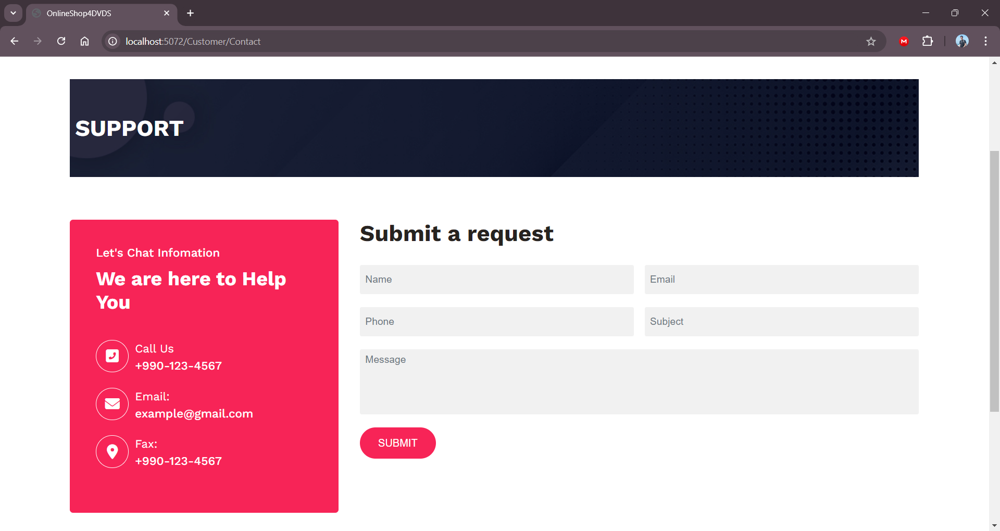 OnlineShop4DVDS
localhost:5072/Customer/Contact
SUPPORT
Let's Chat Infomation
We are here to Help
You
Call Us
+990-123-4567
Email:
example@gmail.com
Fax:
+990-123-4567
Submit a request
Name
Email
Phone
Subject
Message
SUBMIT